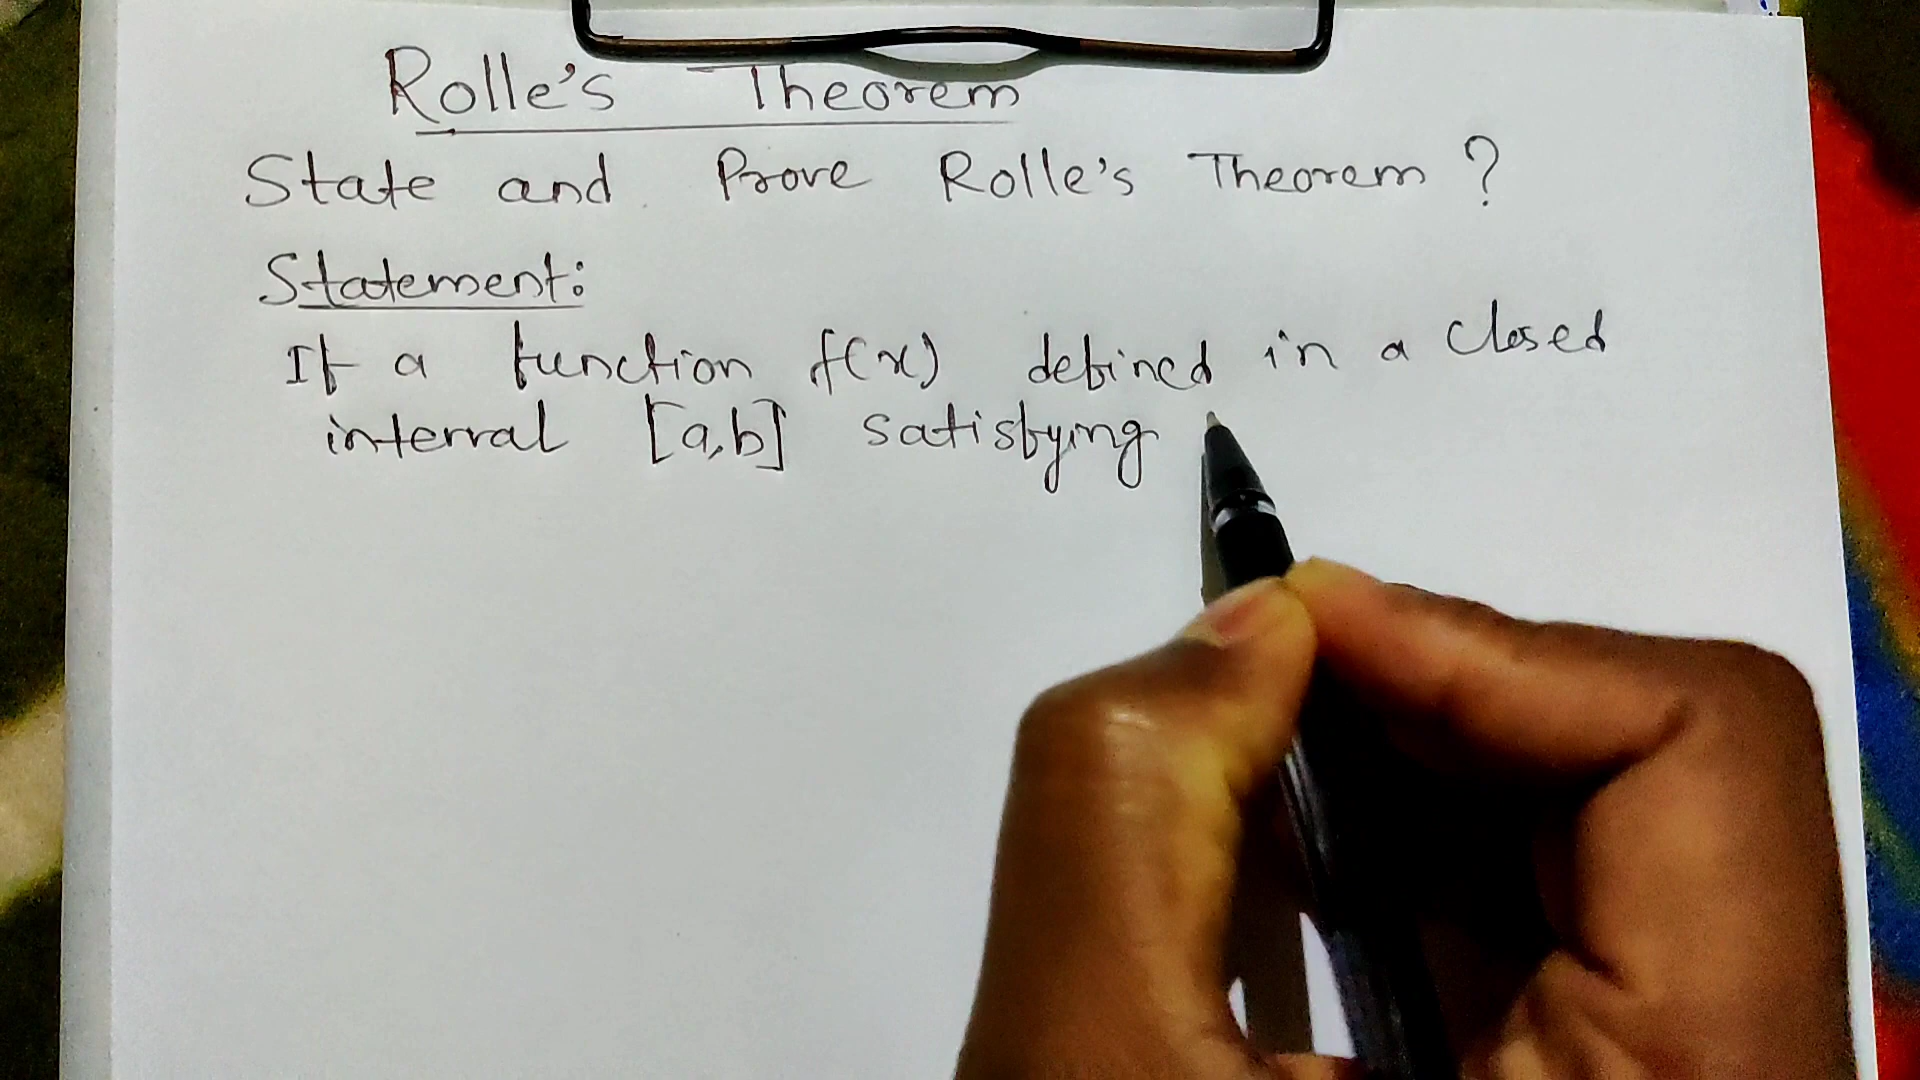 Rolle's Theorem
State and Prove Rolle's Theorem ?
Statement:
If a function f(x) defined in a closed
interval [a,b] satisfying